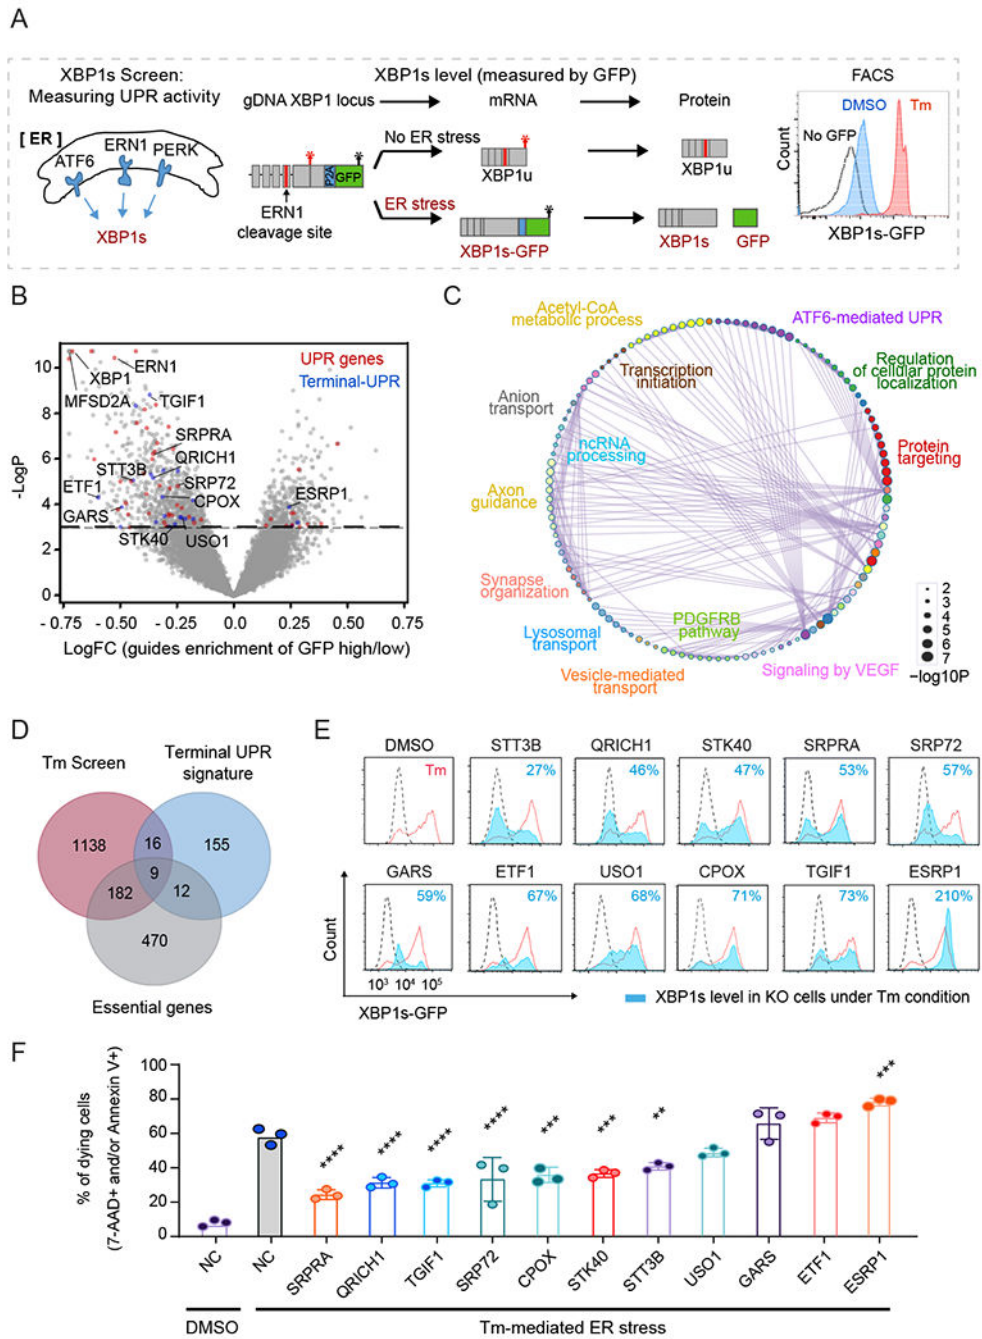 A
XBP1s Screen:
Measuring UPR activity
[ ER ]
ATF6
ERN1
PERK
XBP1s
XBP1s level (measured by GFP)
gDNA XBP1 locus
mRNA
Protein
No ER stress
XBP1u
XBP1u
P2A
GFP
ERN1
cleavage site
ER stress
XBP1s-GFP
XBP1s
GFP
FACS
DMSO
Tm
No GFP
Count
XBP1s-GFP
B
UPR genes
Terminal-UPR
-LogP
10
8
6
4
2
0
XBP1
ERN1
MFSD2A
TGIF1
SRPRA
QRICH1
STT3B
SRP72
ETF1
CPOX
ESRP1
GARS
STK40
USO1
- 0.75
- 0.50
- 0.25
0.0
0.25
0.50
0.75
LogFC (guides enrichment of GFP high/low)
C
Acetyl-CoA
metabolic process
ATF6-mediated UPR
Transcription
initiation
Regulation
of cellular protein
localization
Anion
transport
ncRNA
processing
Protein
targeting
Axon
guidance
Synapse
organization
Lysosomal
transport
PDGFRB
pathway
Vesicle-mediated
transport
Signaling by VEGF
2
3
4
5
6
7
−log10P
D
Tm Screen
Terminal UPR
signature
1138
16
155
9
182
12
470
Essential genes
E
DMSO
STT3B
QRICH1
STK40
SRPRA
SRP72
Tm
27%
46%
47%
53%
57%
GARS
ETF1
USO1
CPOX
TGIF1
ESRP1
59%
67%
68%
71%
73%
210%
Count
10³ 10⁴ 10⁵
XBP1s-GFP
XBP1s level in KO cells under Tm condition
F
% of dying cells
(7-AAD+ and/or Annexin V+)
100
80
60
40
20
0
****
****
****
****
***
***
**
***
NC
NC
SRPRA
QRICH1
TGIF1
SRP72
CPOX
STK40
STT3B
USO1
GARS
ETF1
ESRP1
DMSO
Tm-mediated ER stress